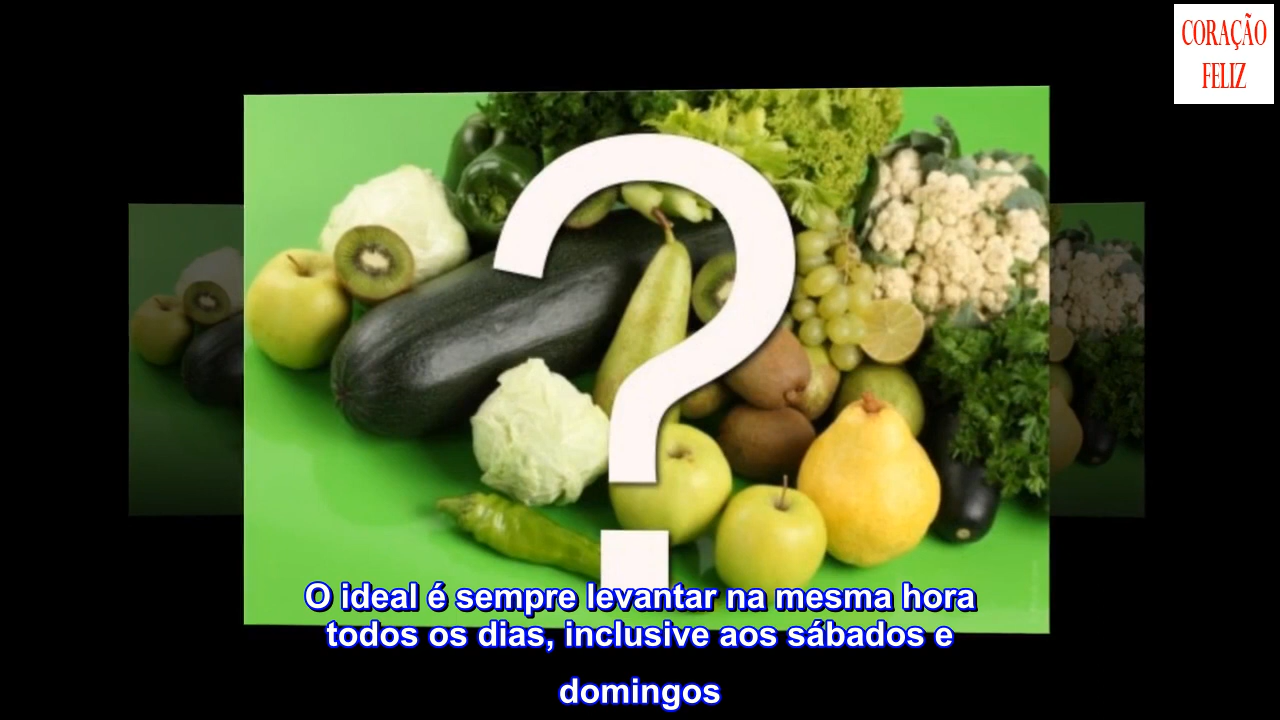 CORAÇÃO
FELIZ
?
O ideal é sempre levantar na mesma hora
todos os dias, inclusive aos sábados e
domingos